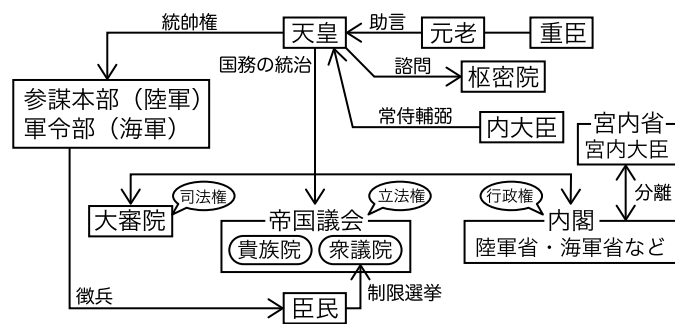 統帥権
天皇
助言
元老
重臣
国務の統治
諮問
枢密院
参謀本部（陸軍）
軍令部（海軍）
常侍輔弼
内大臣
宮内省
宮内大臣
分離
司法権
大審院
立法権
帝国議会
貴族院
衆議院
行政権
内閣
陸軍省・海軍省など
徴兵
臣民
制限選挙